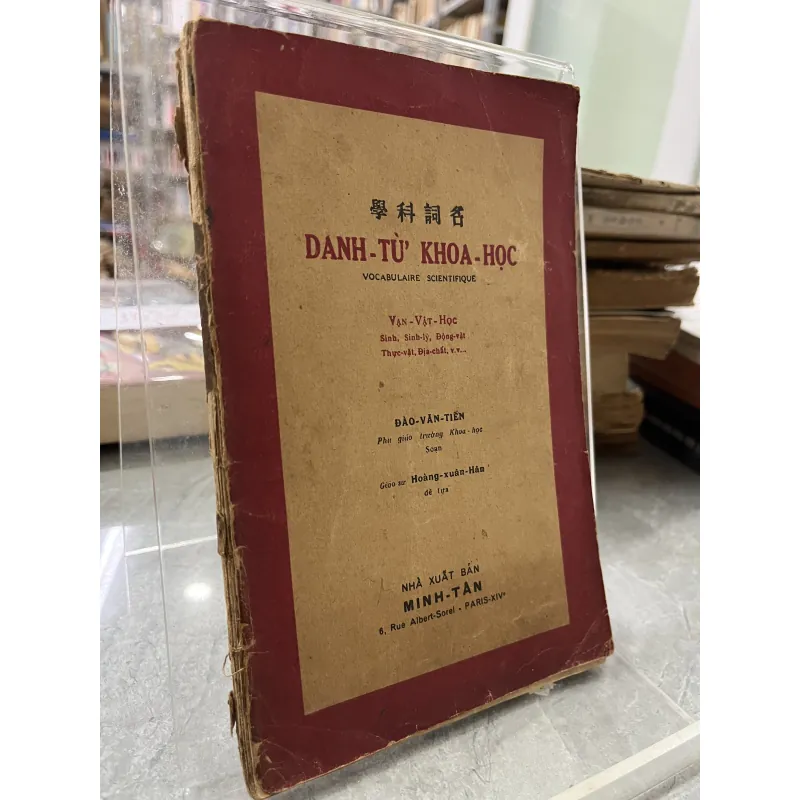 學科詞名
DANH-TỪ KHOA-HỌC
VOCABULAIRE SCIENTIFIQUE
VẠN-VẬT-HỌC
Sinh, Sinh-lý, Động-vật
Thực-vật, Địa-chất, v.v...
ĐÀO-VĂN-TIẾN
Phụ giáo trường Khoa-học
Soạn
Giáo sư Hoàng-xuân-Hãn
đề tựa
NHÀ XUẤT BẢN
MINH-TÂN
6, Rue Albert-Sorel - PARIS-XIVᵉ